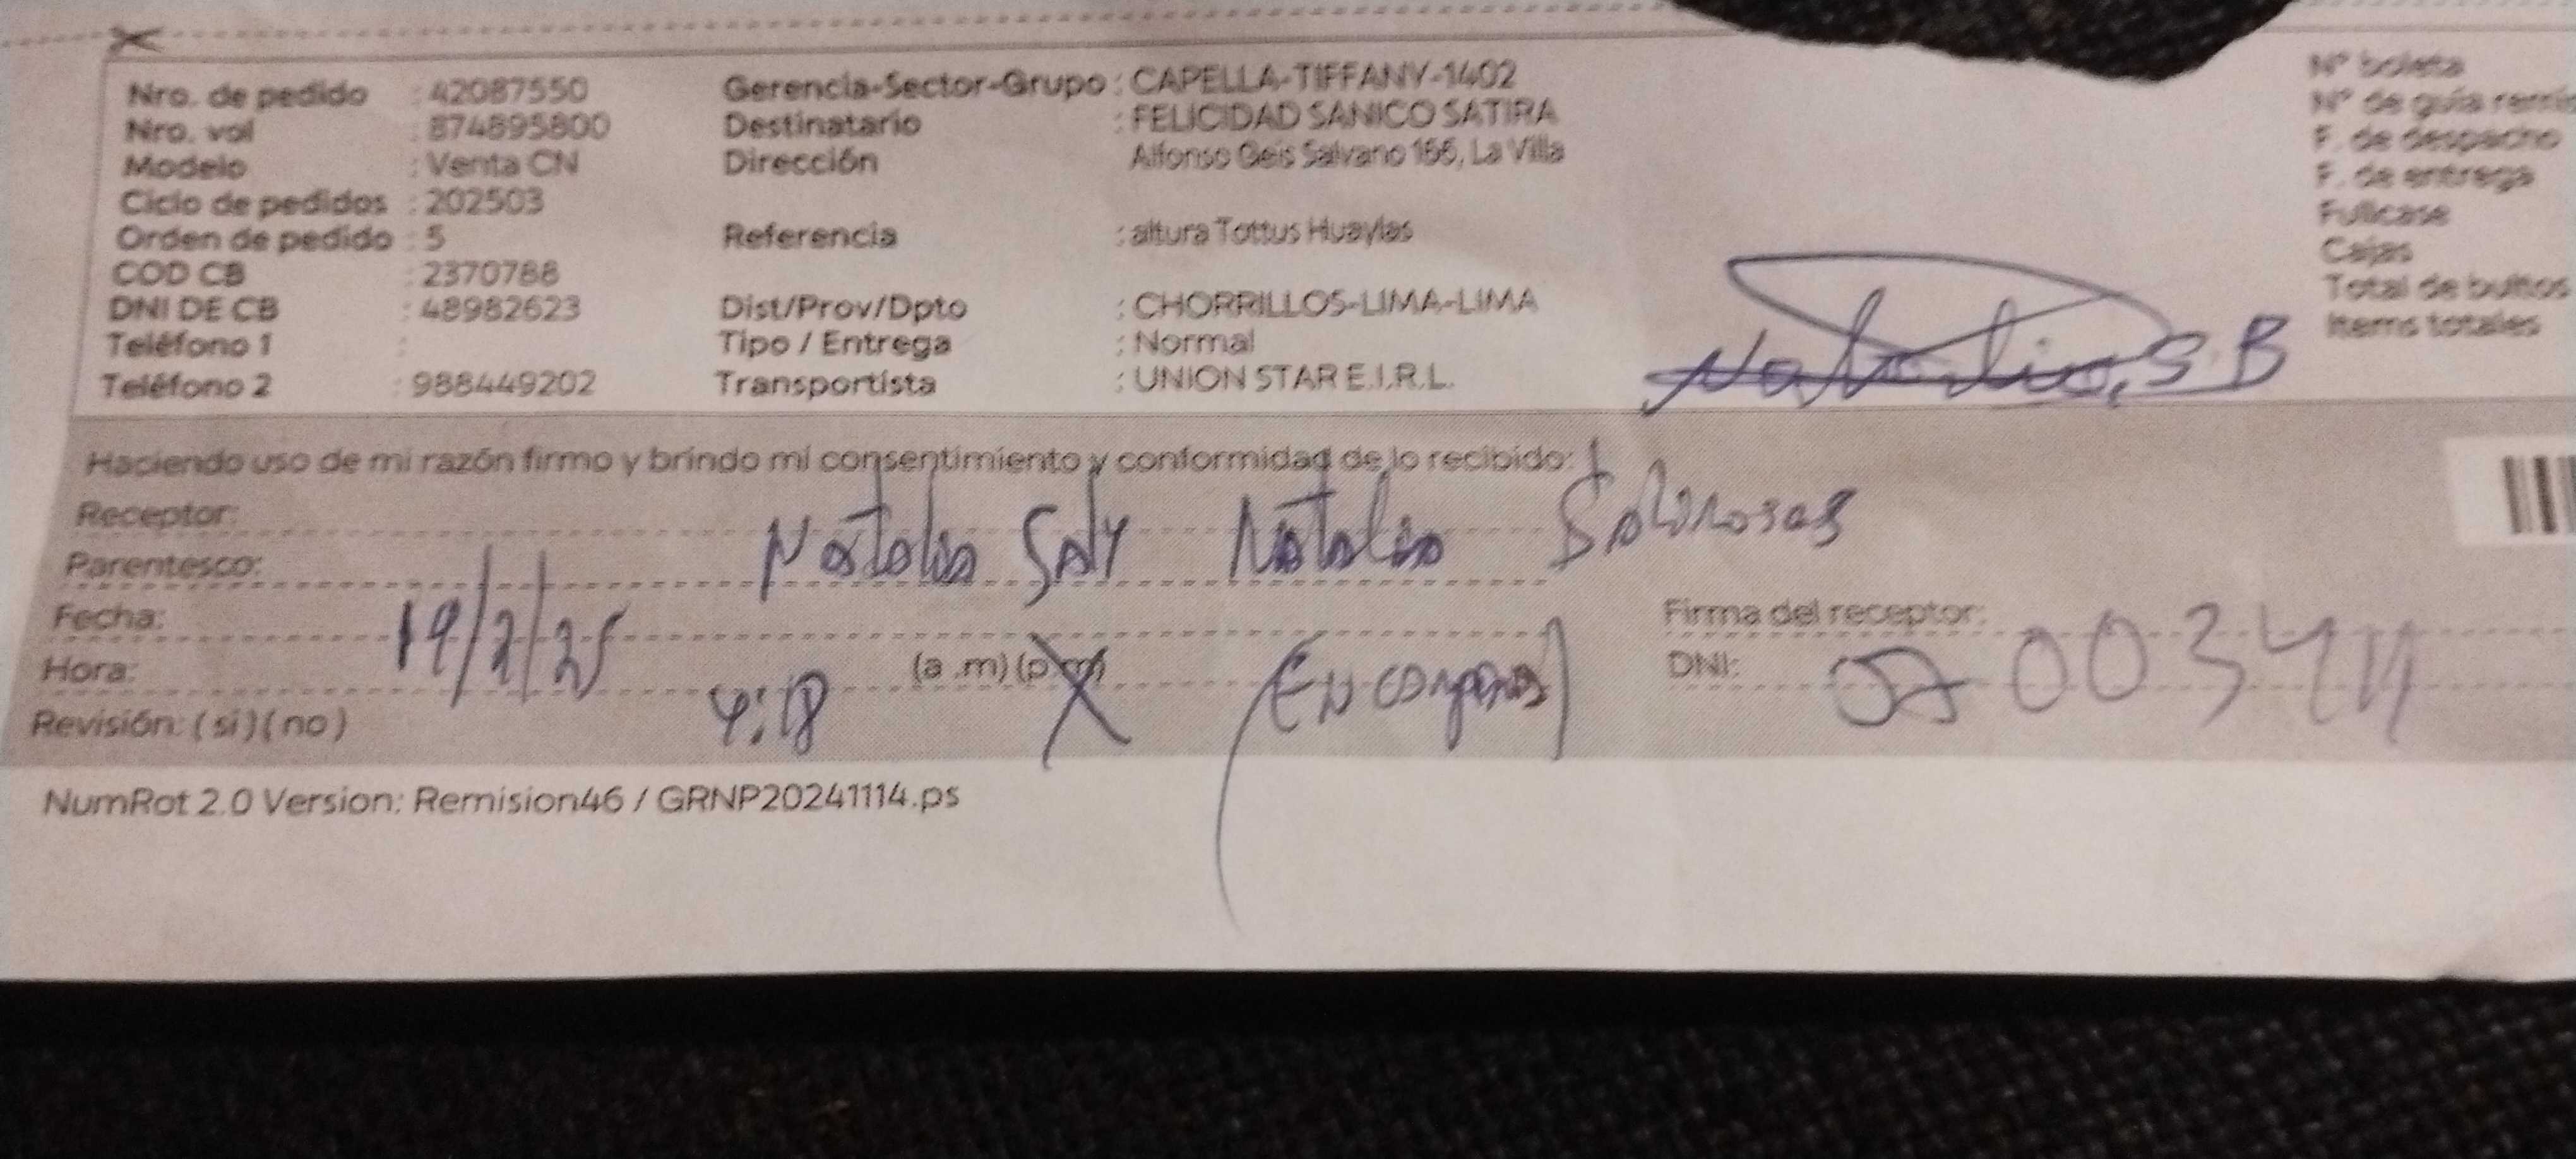 Nro. de pedido : 42087550
Nro. vol : 874895800
Modelo : Venta CN
Ciclo de pedidos : 202503
Orden de pedido : 5
COD CB : 2370788
DNI DE CB : 48982623
Teléfono 1 :
Teléfono 2 : 988449202
Gerencia-Sector-Grupo : CAPELLA-TIFFANY-1402
Destinatario : FELICIDAD SANICO SATIRA
Dirección Alfonso Geis Salvano 166, La Villa
Referencia : altura Tottus Huaylas
Dist/Prov/Dpto : CHORRILLOS-LIMA-LIMA
Tipo / Entrega : Normal
Transportista : UNION STAR E.I.R.L.
N° boleta
N° de guía
F. de despacho
F. de entrega
Fullcase
Cajas
Total de bultos
Items totales
S. B
Haciendo uso de mi razón firmo y brindo mi consentimiento y conformidad de lo recibido:
Receptor:
Parentesco:
Fecha: 19/2/25
Hora: 4:18 (a .m) (p.m)
Revisión: ( si ) ( no )
Firma del receptor:
DNI:
NumRot 2.0 Version: Remision46 / GRNP20241114.ps